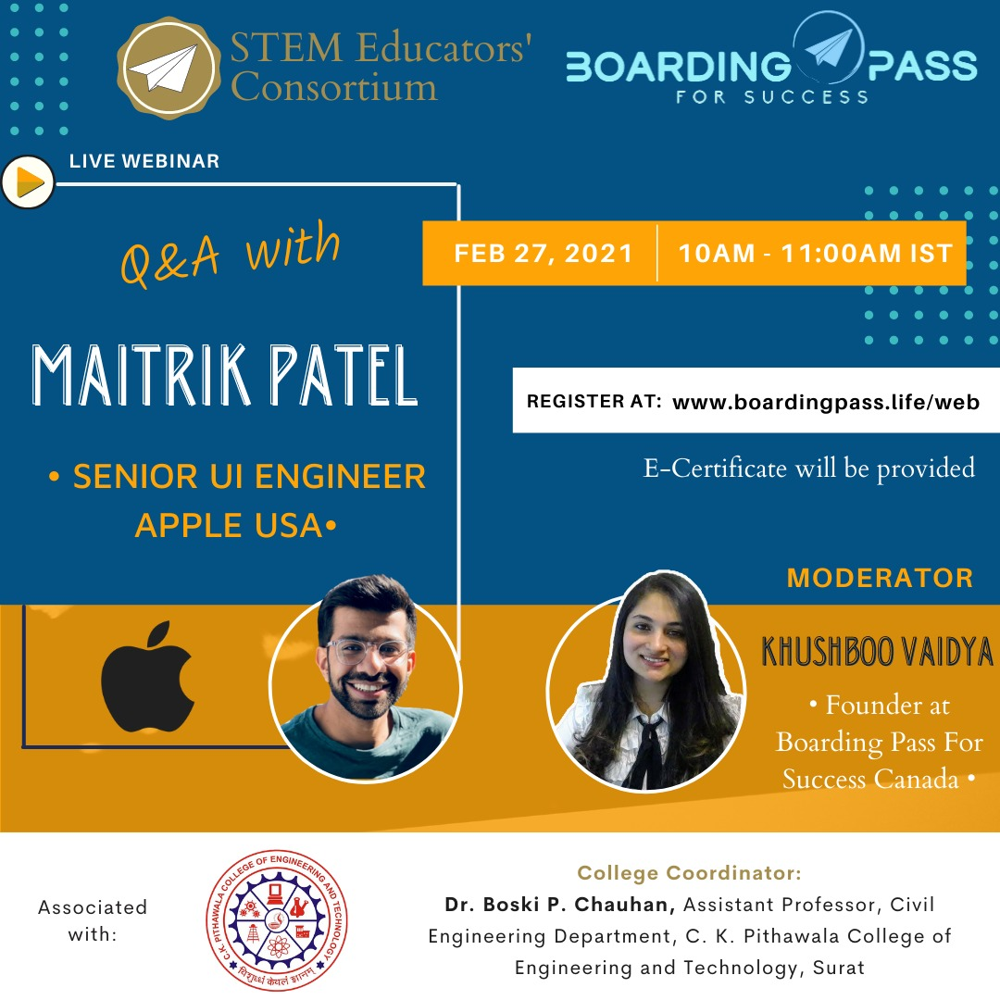 STEM Educators'
Consortium
BOARDING PASS
FOR SUCCESS
LIVE WEBINAR
Q&A with
FEB 27, 2021
10AM - 11:00AM IST
MAITRIK PATEL
REGISTER AT: www.boardingpass.life/web
• SENIOR UI ENGINEER
APPLE USA•
E-Certificate will be provided
MODERATOR
KHUSHBOO VAIDYA
• Founder at
Boarding Pass For
Success Canada •
Associated
with:
C.K. PITHAWALA COLLEGE OF ENGINEERING AND TECHNOLOGY
College Coordinator:
Dr. Boski P. Chauhan, Assistant Professor, Civil
Engineering Department, C. K. Pithawala College of
Engineering and Technology, Surat